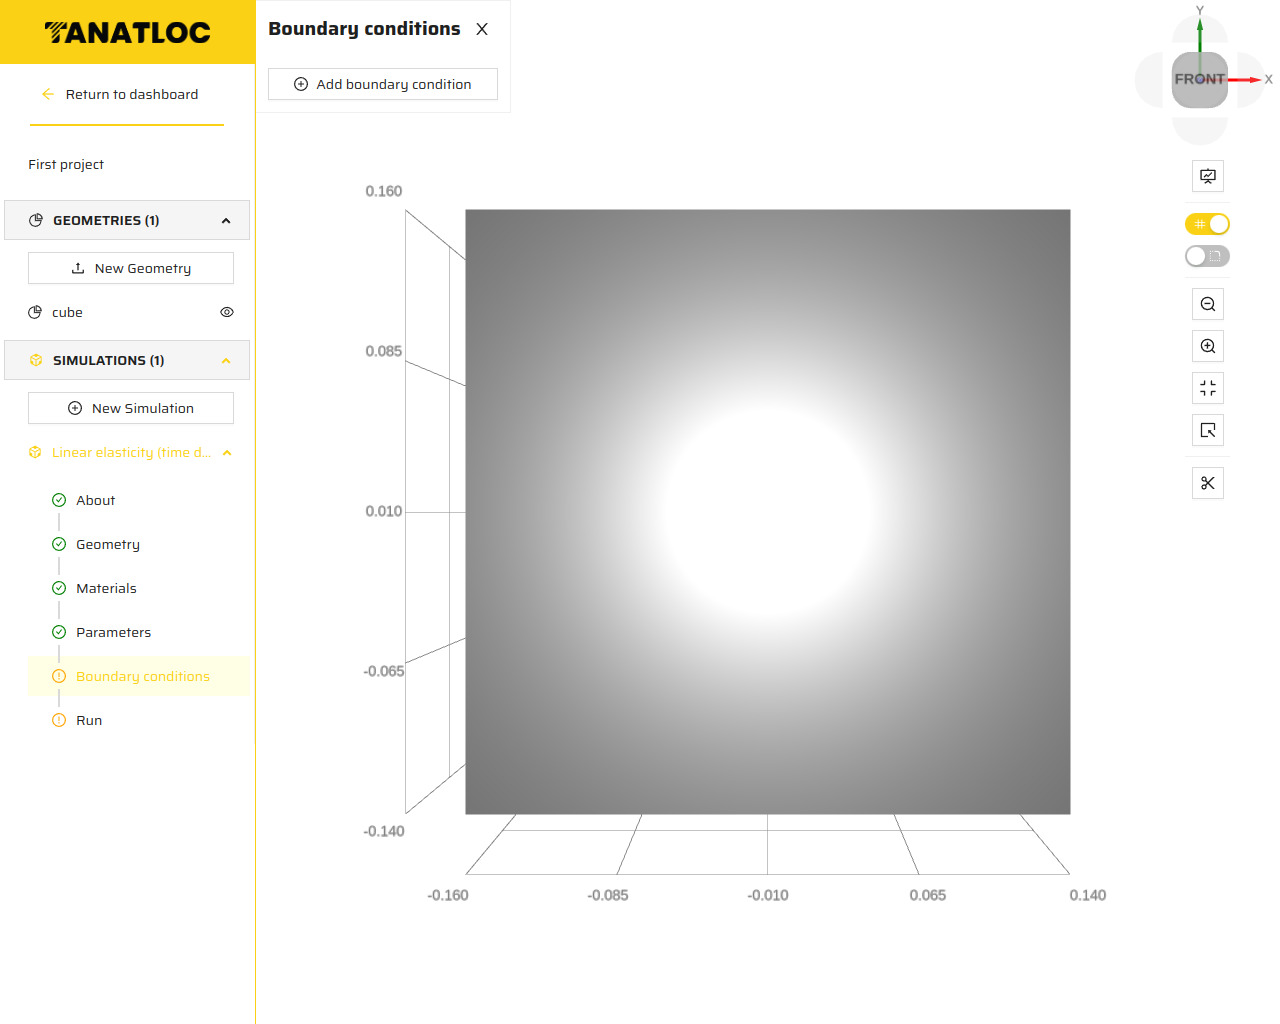 TANATLOC
Return to dashboard
First project
GEOMETRIES (1)
New Geometry
cube
SIMULATIONS (1)
New Simulation
Linear elasticity (time d...
About
Geometry
Materials
Parameters
Boundary conditions
Run
Boundary conditions X
Add boundary condition
0.160
0.085
0.010
-0.065
-0.140
-0.160 -0.085 -0.010 0.065 0.140
Y
FRONT X